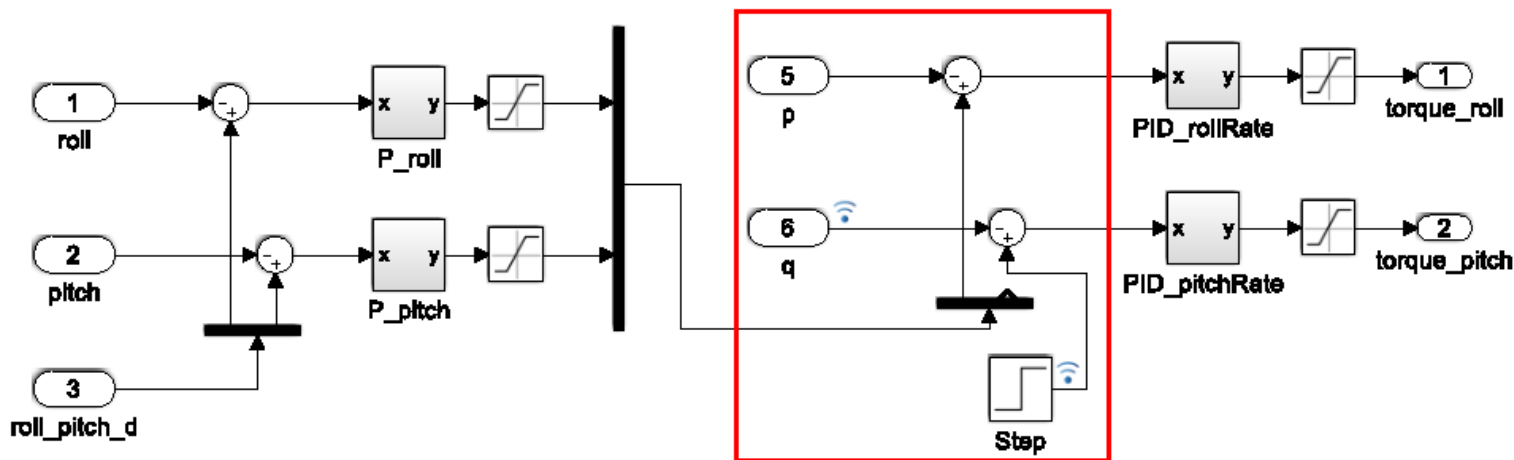 1
roll
-
+
x y
P_roll
2
pitch
-
+
x y
P_pitch
3
roll_pitch_d
5
p
-
+
x y
PID_rollRate
1
torque_roll
6
q
-
+
x y
PID_pitchRate
2
torque_pitch
Step